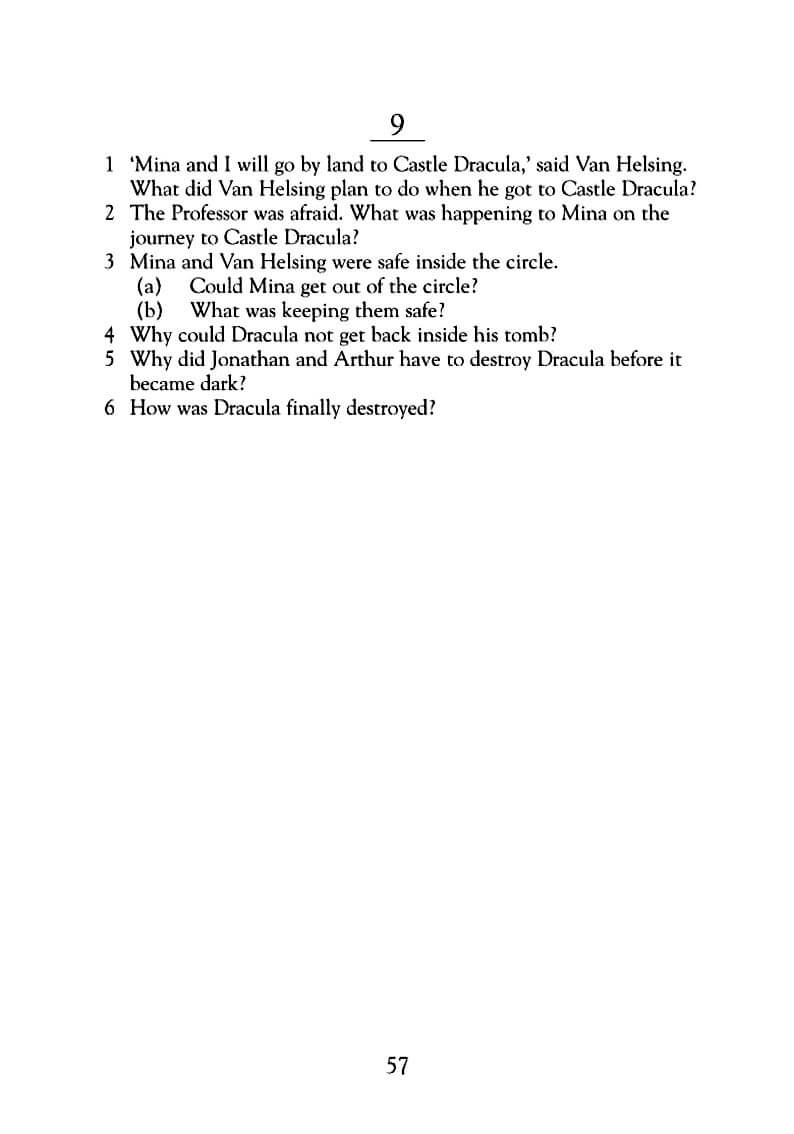 9
1 ‘Mina and I will go by land to Castle Dracula,’ said Van Helsing.
What did Van Helsing plan to do when he got to Castle Dracula?
2 The Professor was afraid. What was happening to Mina on the
journey to Castle Dracula?
3 Mina and Van Helsing were safe inside the circle.
(a) Could Mina get out of the circle?
(b) What was keeping them safe?
4 Why could Dracula not get back inside his tomb?
5 Why did Jonathan and Arthur have to destroy Dracula before it
became dark?
6 How was Dracula finally destroyed?
57